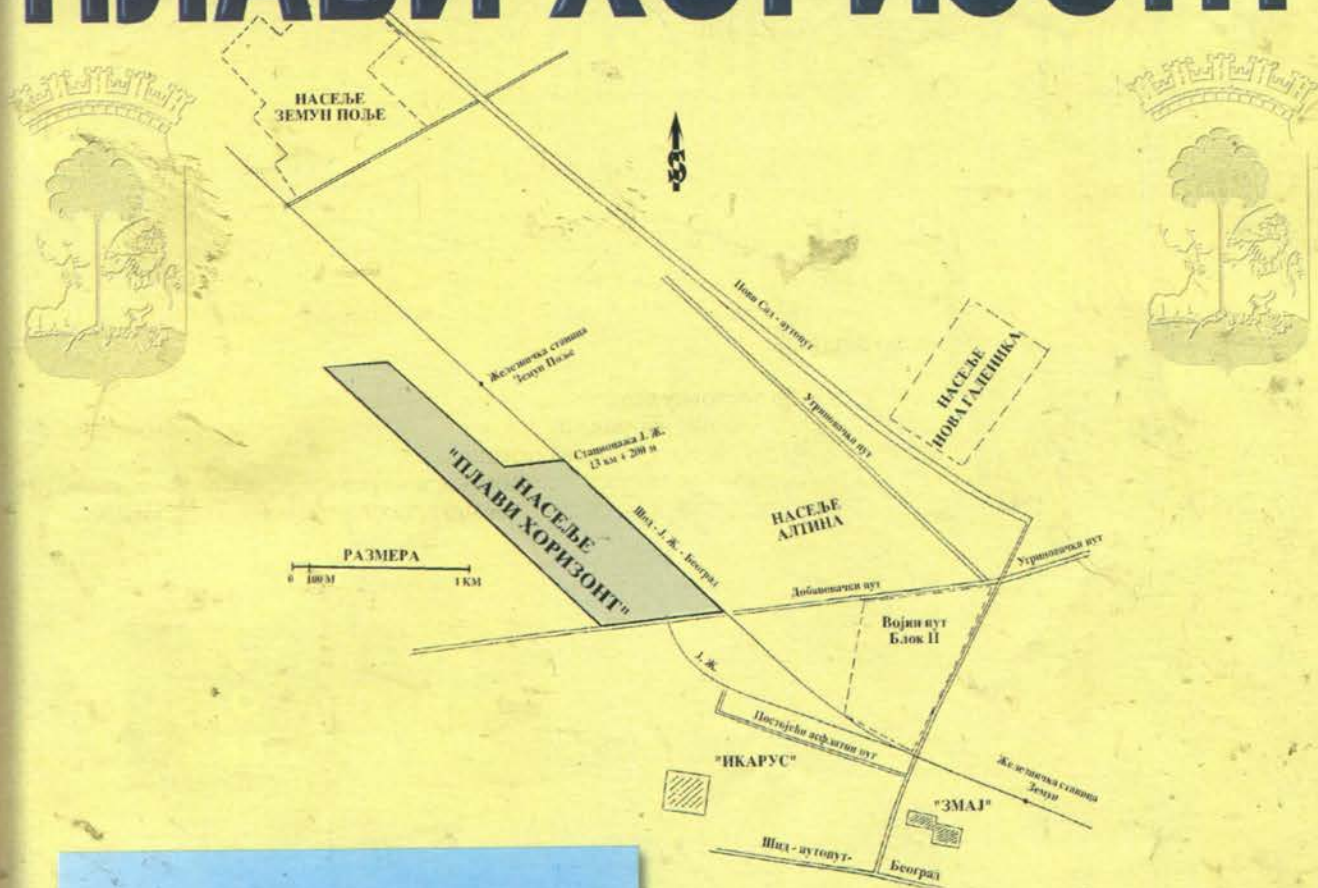 ПЛАВИ ХОРИЗОНТ
НАСЕЉЕ
ЗЕМУН ПОЉЕ
С
Нови Сад - аутопут
НАСЕЉЕ
НОВА ГАЛЕНИКА
Железничка станица
Земун Поље
Угриновачки пут
Стационажа Ј. Ж.
13 км + 200 м
НАСЕЉЕ
"ПЛАВИ ХОРИЗОНТ"
Шид - Ј. Ж. - Београд
НАСЕЉЕ
АЛТИНА
РАЗМЕРА
0 100 М 1 КМ
Угриновачки пут
Добановачки пут
Војни пут
Блок II
Ј. Ж.
Постојећи асфалтни пут
"ИКАРУС"
Железничка станица
Земун
"ЗМАЈ"
Шид - аутопут -
Београд